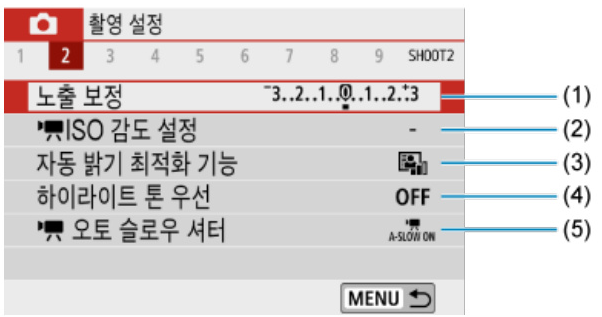 촬영 설정
1 2 3 4 5 6 7 8 9 SHOOT2
노출 보정 -3..2..1..0..1..2..+3 (1)
ISO 감도 설정 - (2)
자동 밝기 최적화 기능 (3)
하이라이트 톤 우선 OFF (4)
오토 슬로우 셔터 A-SLOW ON (5)
MENU